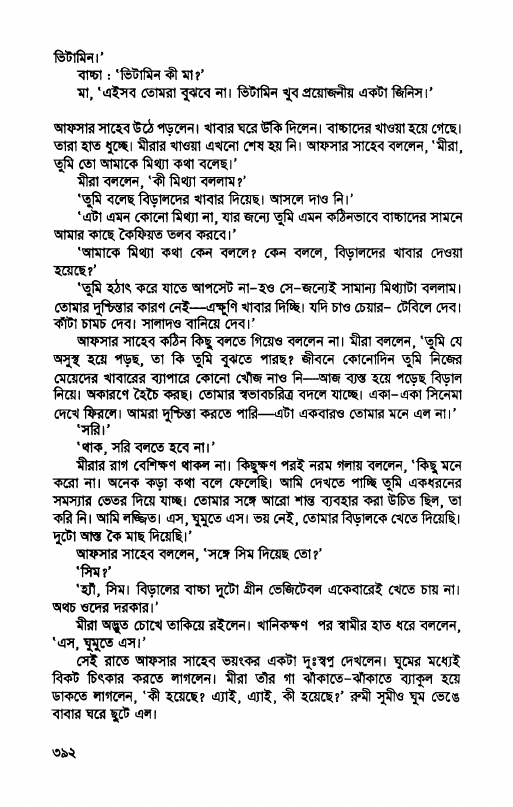 ভিটামিন।’
বাচ্চা : ‘ভিটামিন কী মা?’
মা, ‘এইসব তোমরা বুঝবে না। ভিটামিন খুব প্রয়োজনীয় একটা জিনিস।’
আফসার সাহেব উঠে পড়লেন। খাবার ঘরে উঁকি দিলেন। বাচ্চাদের খাওয়া হয়ে গেছে।
তারা হাত ধুচ্ছে। মীরার খাওয়া এখনো শেষ হয় নি। আফসার সাহেব বললেন, ‘মীরা,
তুমি তো আমাকে মিথ্যা কথা বলেছ।’
মীরা বললেন, ‘কী মিথ্যা বললাম?’
‘তুমি বলেছ বিড়ালদের খাবার দিয়েছ। আসলে দাও নি।’
‘এটা এমন কোনো মিথ্যা না, যার জন্যে তুমি এমন কঠিনভাবে বাচ্চাদের সামনে
আমার কাছে কৈফিয়ত তলব করবে।’
‘আমাকে মিথ্যা কথা কেন বললে? কেন বললে, বিড়ালদের খাবার দেওয়া
হয়েছে?’
‘তুমি হঠাৎ করে যাতে আপসেট না-হও সে-জন্যেই সামান্য মিথ্যাটা বললাম।
তোমার দুশ্চিন্তার কারণ নেই—এক্ষুণি খাবার দিচ্ছি। যদি চাও চেয়ার- টেবিলে দেব।
কাঁটা চামচ দেব। সালাদও বানিয়ে দেব।’
আফসার সাহেব কঠিন কিছু বলতে গিয়েও বললেন না। মীরা বললেন, ‘তুমি যে
অসুস্থ হয়ে পড়ছ, তা কি তুমি বুঝতে পারছ? জীবনে কোনোদিন তুমি নিজের
মেয়েদের খাবারের ব্যাপারে কোনো খোঁজ নাও নি—আজ ব্যস্ত হয়ে পড়েছ বিড়াল
নিয়ে। অকারণে হৈচৈ করছ। তোমার স্বভাবচরিত্র বদলে যাচ্ছে। একা-একা সিনেমা
দেখে ফিরলে। আমরা দুশ্চিন্তা করতে পারি—এটা একবারও তোমার মনে এল না।’
‘সরি।’
‘থাক, সরি বলতে হবে না।’
মীরার রাগ বেশিক্ষণ থাকল না। কিছুক্ষণ পরই নরম গলায় বললেন, ‘কিছু মনে
করো না। অনেক কড়া কথা বলে ফেলেছি। আমি দেখতে পাচ্ছি তুমি একধরনের
সমস্যার ভেতর দিয়ে যাচ্ছ। তোমার সঙ্গে আরো শান্ত ব্যবহার করা উচিত ছিল, তা
করি নি। আমি লজ্জিত। এস, ঘুমুতে এস। ভয় নেই, তোমার বিড়ালকে খেতে দিয়েছি।
দুটো আস্ত কৈ মাছ দিয়েছি।’
আফসার সাহেব বললেন, ‘সঙ্গে সিম দিয়েছ তো?’
‘সিম?’
‘হ্যাঁ, সিম। বিড়ালের বাচ্চা দুটো গ্রীন ভেজিটেবল একেবারেই খেতে চায় না।
অথচ ওদের দরকার।’
মীরা অদ্ভুত চোখে তাকিয়ে রইলেন। খানিকক্ষণ পর স্বামীর হাত ধরে বললেন,
‘এস, ঘুমুতে এস।’
সেই রাতে আফসার সাহেব ভয়ংকর একটা দুঃস্বপ্ন দেখলেন। ঘুমের মধ্যেই
বিকট চিৎকার করতে লাগলেন। মীরা তাঁর গা ঝাঁকাতে-ঝাঁকাতে ব্যাকুল হয়ে
ডাকতে লাগলেন, ‘কী হয়েছে? এ্যাই, এ্যাই, কী হয়েছে?’ রুমী সুমীও ঘুম ভেঙে
বাবার ঘরে ছুটে এল।
৩৯২